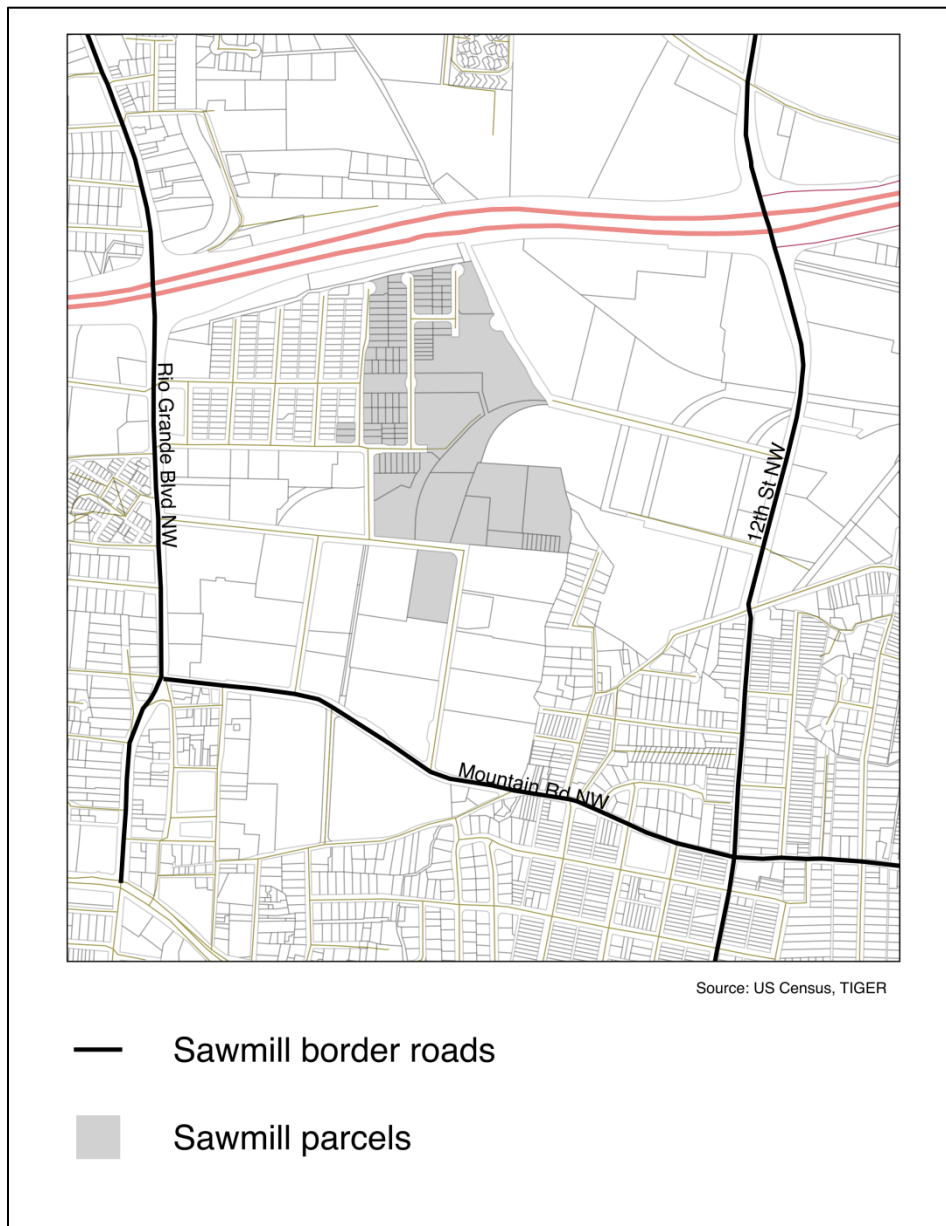 Rio Grande Blvd NW
12th St NW
Mountain Rd NW
Source: US Census, TIGER
Sawmill border roads
Sawmill parcels